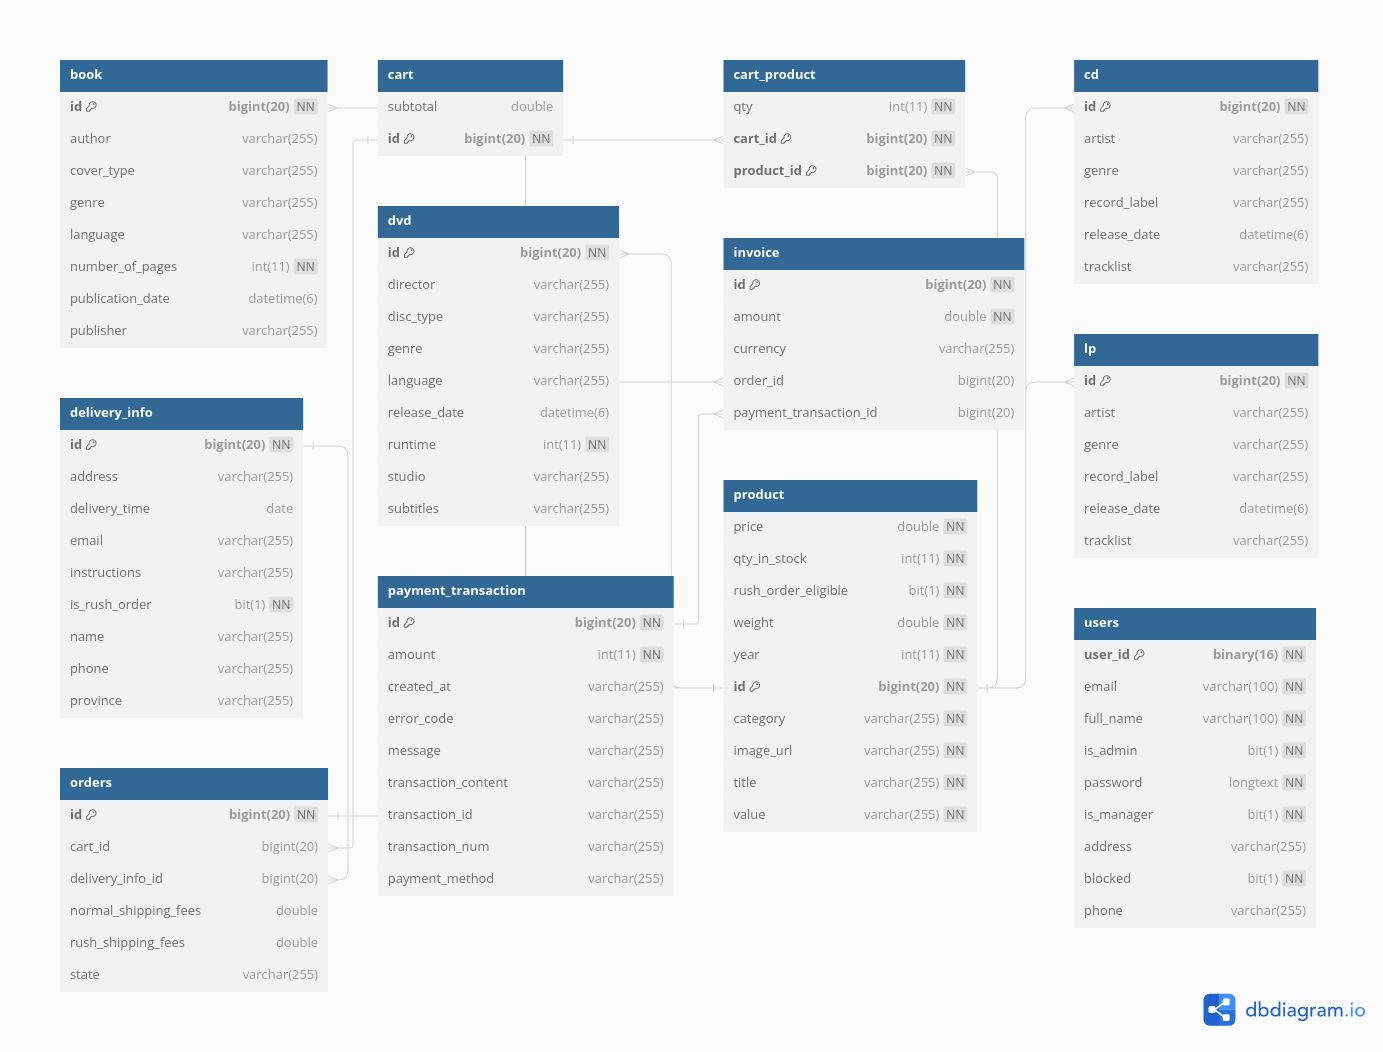 book
id bigint(20) NN
author varchar(255)
cover_type varchar(255)
genre varchar(255)
language varchar(255)
number_of_pages int(11) NN
publication_date datetime(6)
publisher varchar(255)
delivery_info
id bigint(20) NN
address varchar(255)
delivery_time date
email varchar(255)
instructions varchar(255)
is_rush_order bit(1) NN
name varchar(255)
phone varchar(255)
province varchar(255)
orders
id bigint(20) NN
cart_id bigint(20)
delivery_info_id bigint(20)
normal_shipping_fees double
rush_shipping_fees double
state varchar(255)
cart
subtotal double
id bigint(20) NN
dvd
id bigint(20) NN
director varchar(255)
disc_type varchar(255)
genre varchar(255)
language varchar(255)
release_date datetime(6)
runtime int(11) NN
studio varchar(255)
subtitles varchar(255)
payment_transaction
id bigint(20) NN
amount int(11) NN
created_at varchar(255)
error_code varchar(255)
message varchar(255)
transaction_content varchar(255)
transaction_id varchar(255)
transaction_num varchar(255)
payment_method varchar(255)
cart_product
qty int(11) NN
cart_id bigint(20) NN
product_id bigint(20) NN
invoice
id bigint(20) NN
amount double NN
currency varchar(255)
order_id bigint(20)
payment_transaction_id bigint(20)
product
price double NN
qty_in_stock int(11) NN
rush_order_eligible bit(1) NN
weight double NN
year int(11) NN
id bigint(20) NN
category varchar(255) NN
image_url varchar(255) NN
title varchar(255) NN
value varchar(255) NN
cd
id bigint(20) NN
artist varchar(255)
genre varchar(255)
record_label varchar(255)
release_date datetime(6)
tracklist varchar(255)
lp
id bigint(20) NN
artist varchar(255)
genre varchar(255)
record_label varchar(255)
release_date datetime(6)
tracklist varchar(255)
users
user_id binary(16) NN
email varchar(100) NN
full_name varchar(100) NN
is_admin bit(1) NN
password longtext NN
is_manager bit(1) NN
address varchar(255)
blocked bit(1) NN
phone varchar(255)
dbdiagram.io